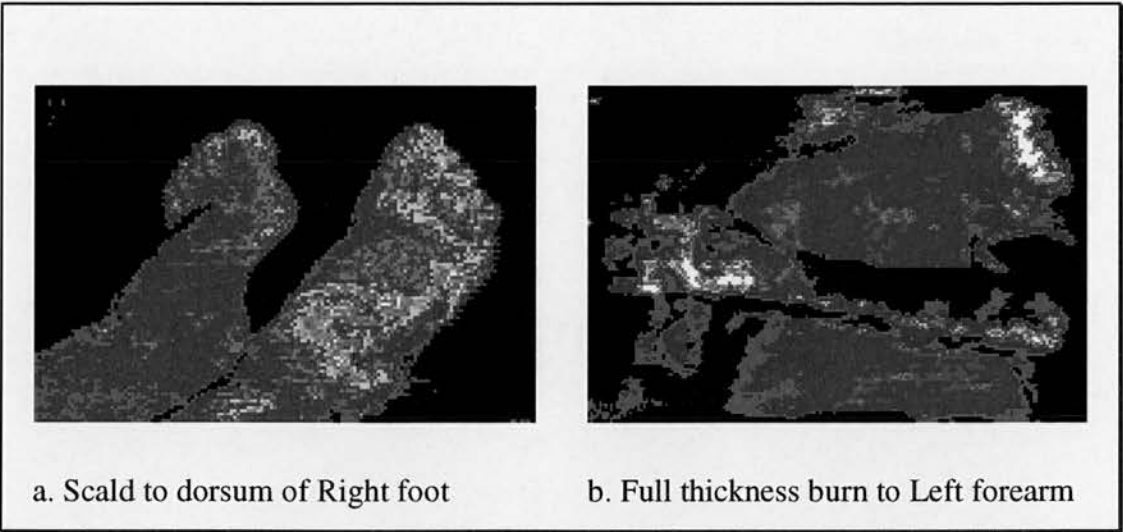 a. Scald to dorsum of Right foot
b. Full thickness burn to Left forearm